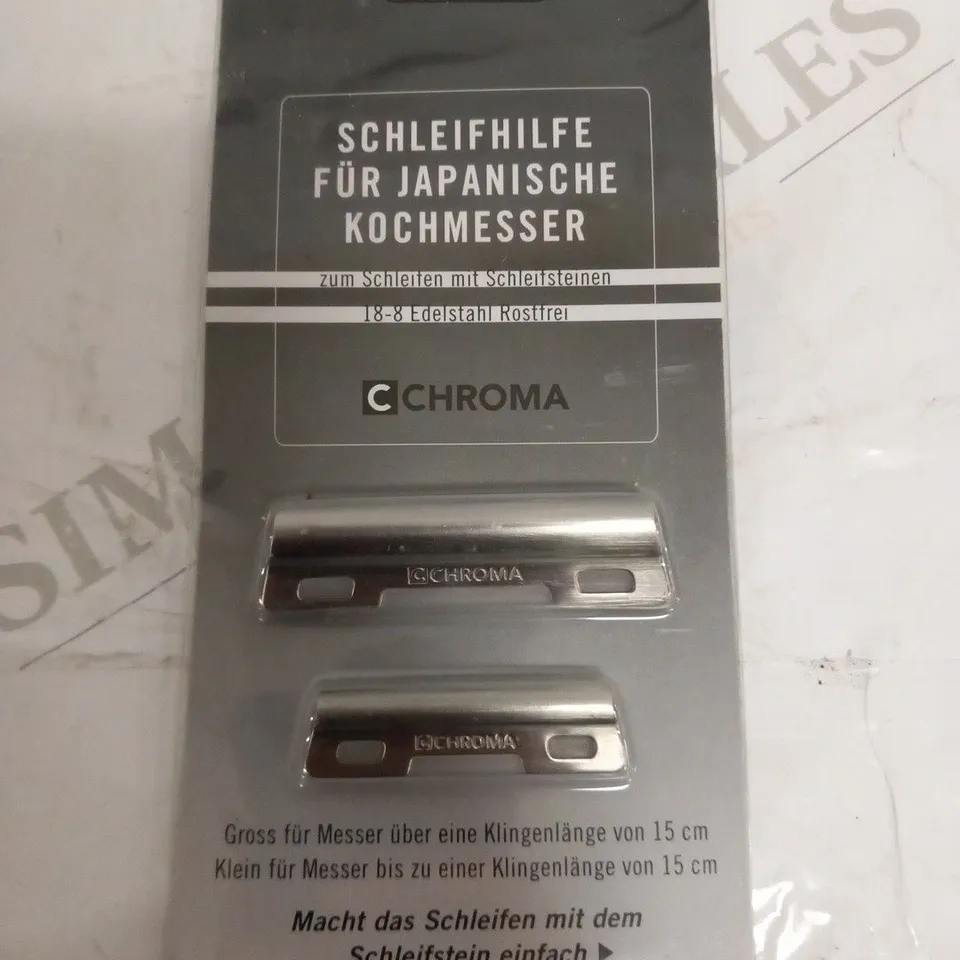 SCHLEIFHILFE
FÜR JAPANISCHE
KOCHMESSER
zum Schleifen mit Schleifsteinen
18-8 Edelstahl Rostfrei
C CHROMA
C CHROMA
C CHROMA
Gross für Messer über eine Klingenlänge von 15 cm
Klein für Messer bis zu einer Klingenlänge von 15 cm
Macht das Schleifen mit dem
Schleifstein einfach ▶